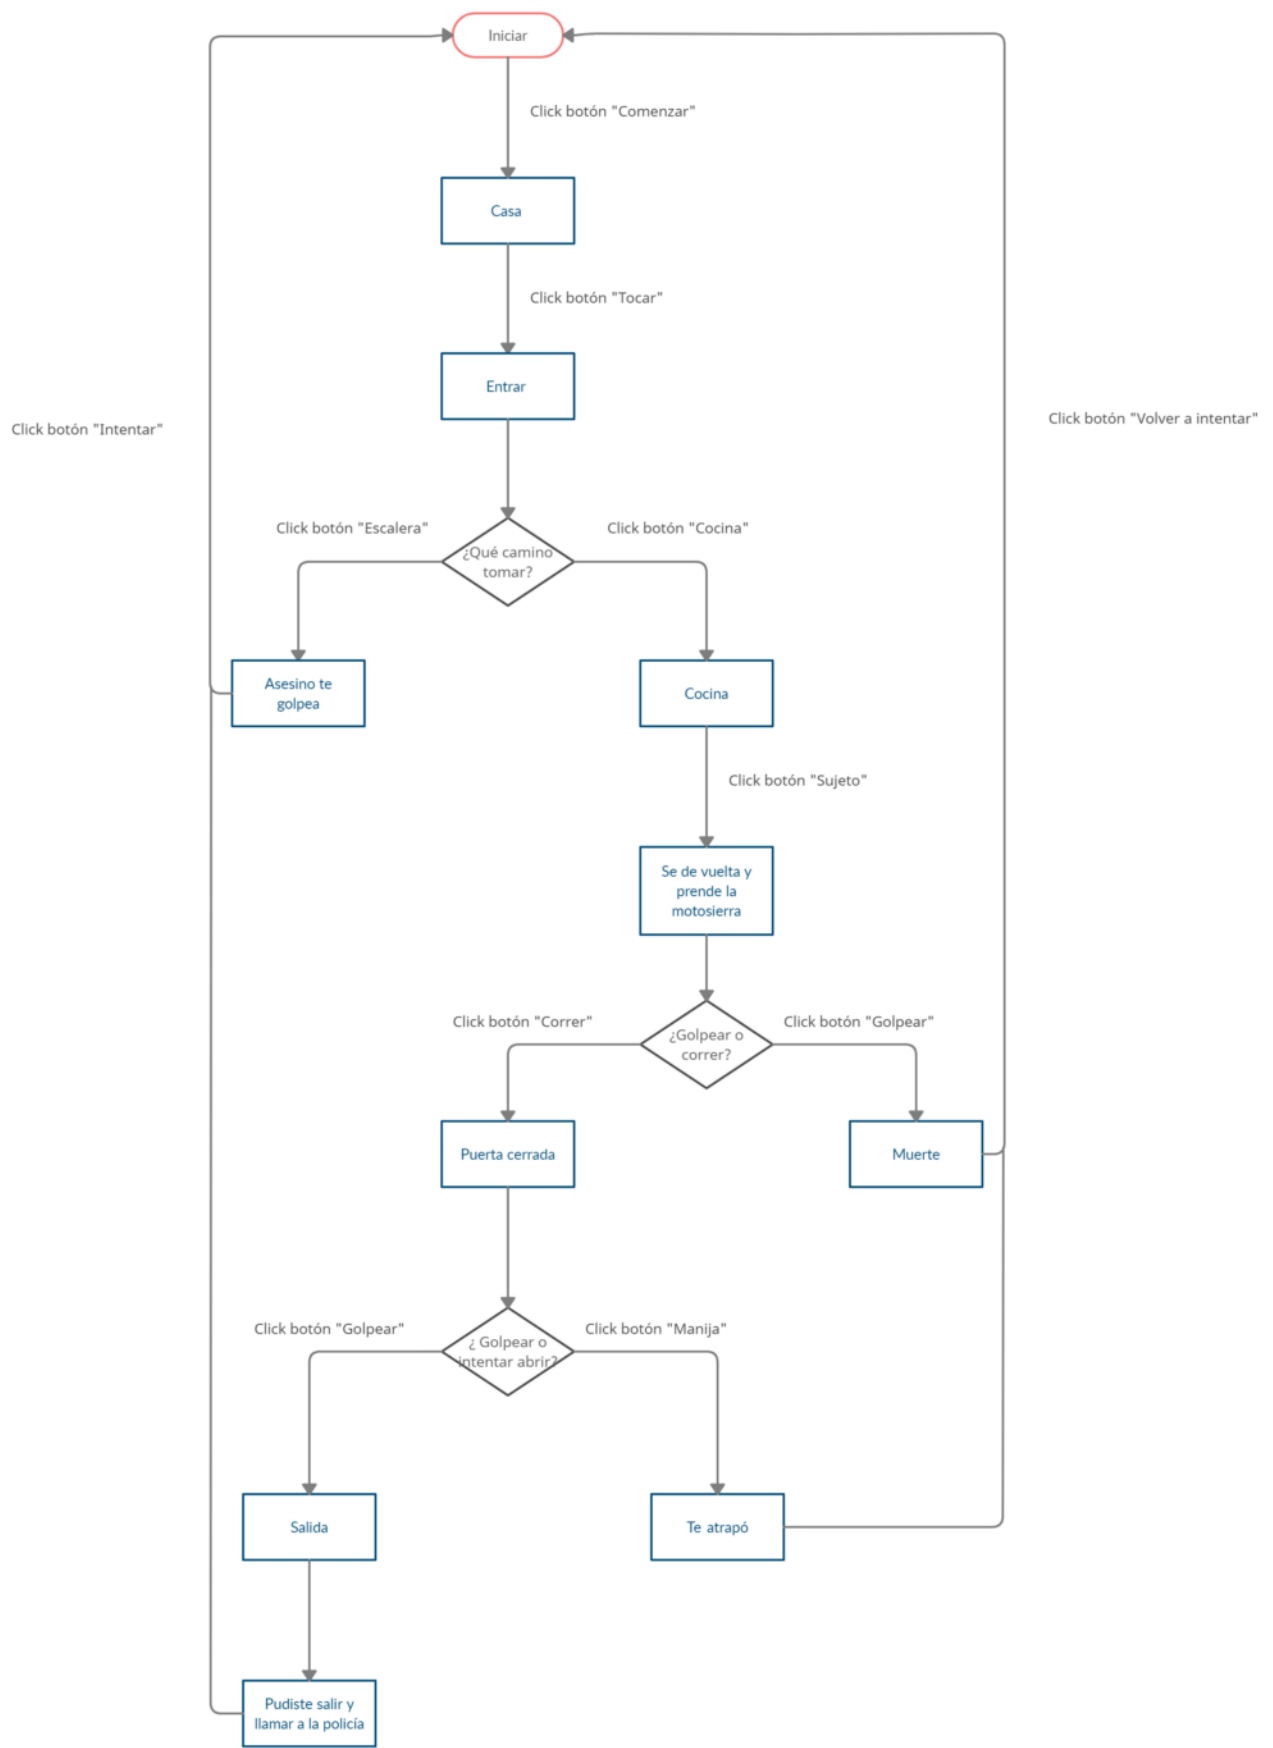 Iniciar
Click botón "Comenzar"
Casa
Click botón "Tocar"
Entrar
Click botón "Intentar"
Click botón "Volver a intentar"
Click botón "Escalera"
Click botón "Cocina"
¿Qué camino
tomar?
Asesino te
golpea
Cocina
Click botón "Sujeto"
Se de vuelta y
prende la
motosierra
Click botón "Correr"
Click botón "Golpear"
¿Golpear o
correr?
Puerta cerrada
Muerte
Click botón "Golpear"
Click botón "Manija"
¿ Golpear o
intentar abrir?
Salida
Te atrapó
Pudiste salir y
llamar a la policía